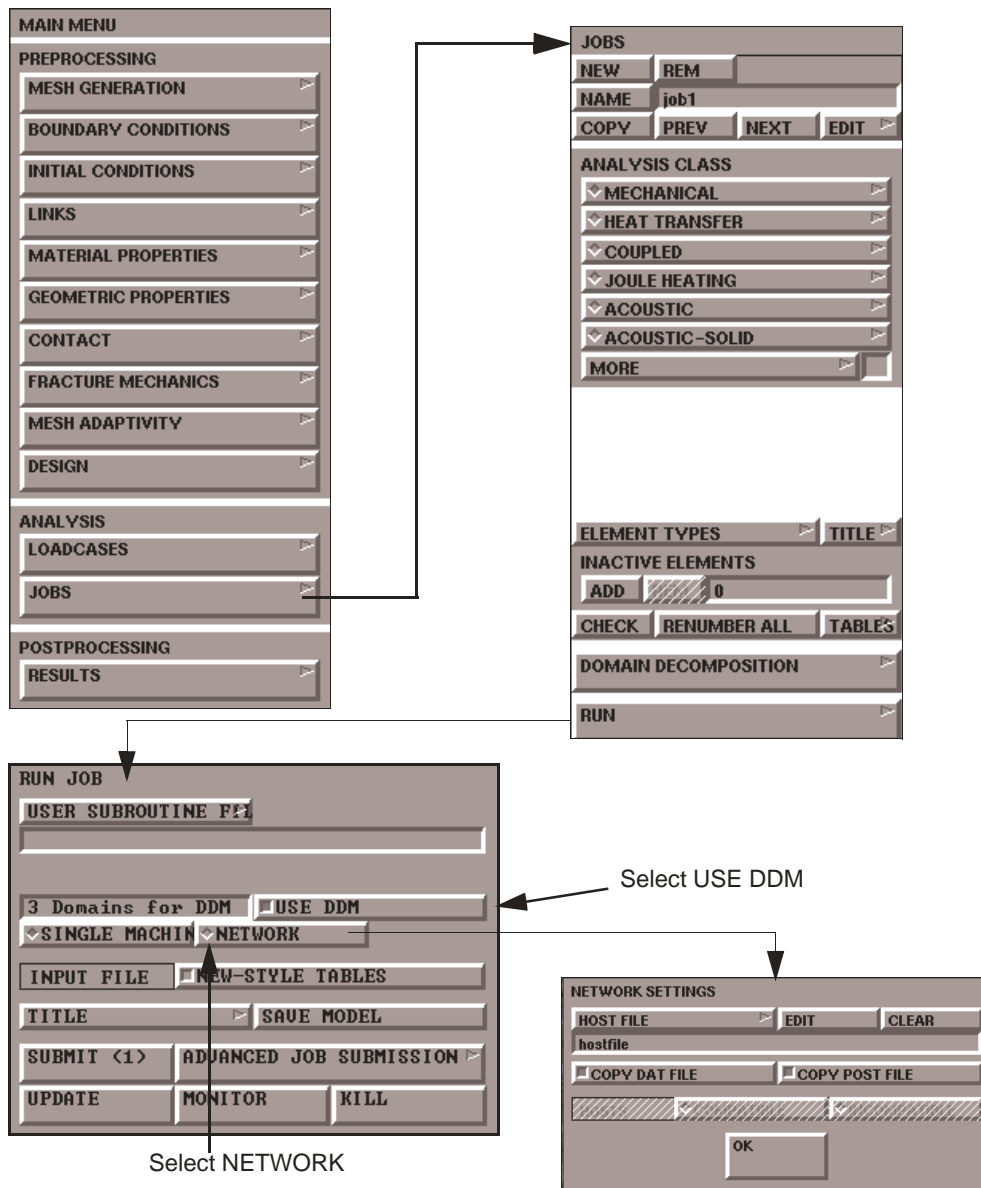 MAIN MENU
PREPROCESSING
MESH GENERATION
BOUNDARY CONDITIONS
INITIAL CONDITIONS
LINKS
MATERIAL PROPERTIES
GEOMETRIC PROPERTIES
CONTACT
FRACTURE MECHANICS
MESH ADAPTIVITY
DESIGN
ANALYSIS
LOADCASES
JOBS
POSTPROCESSING
RESULTS
JOBS
NEW REM
NAME job1
COPY PREV NEXT EDIT
ANALYSIS CLASS
MECHANICAL
HEAT TRANSFER
COUPLED
JOULE HEATING
ACOUSTIC
ACOUSTIC-SOLID
MORE
ELEMENT TYPES TITLE
INACTIVE ELEMENTS
ADD 0
CHECK RENUMBER ALL TABLES
DOMAIN DECOMPOSITION
RUN
RUN JOB
USER SUBROUTINE FIL
3 Domains for DDM USE DDM
SINGLE MACHIN NETWORK
INPUT FILE NEW-STYLE TABLES
TITLE SAVE MODEL
SUBMIT (1) ADVANCED JOB SUBMISSION
UPDATE MONITOR KILL
Select USE DDM
Select NETWORK
NETWORK SETTINGS
HOST FILE EDIT CLEAR
hostfile
COPY DAT FILE COPY POST FILE
OK